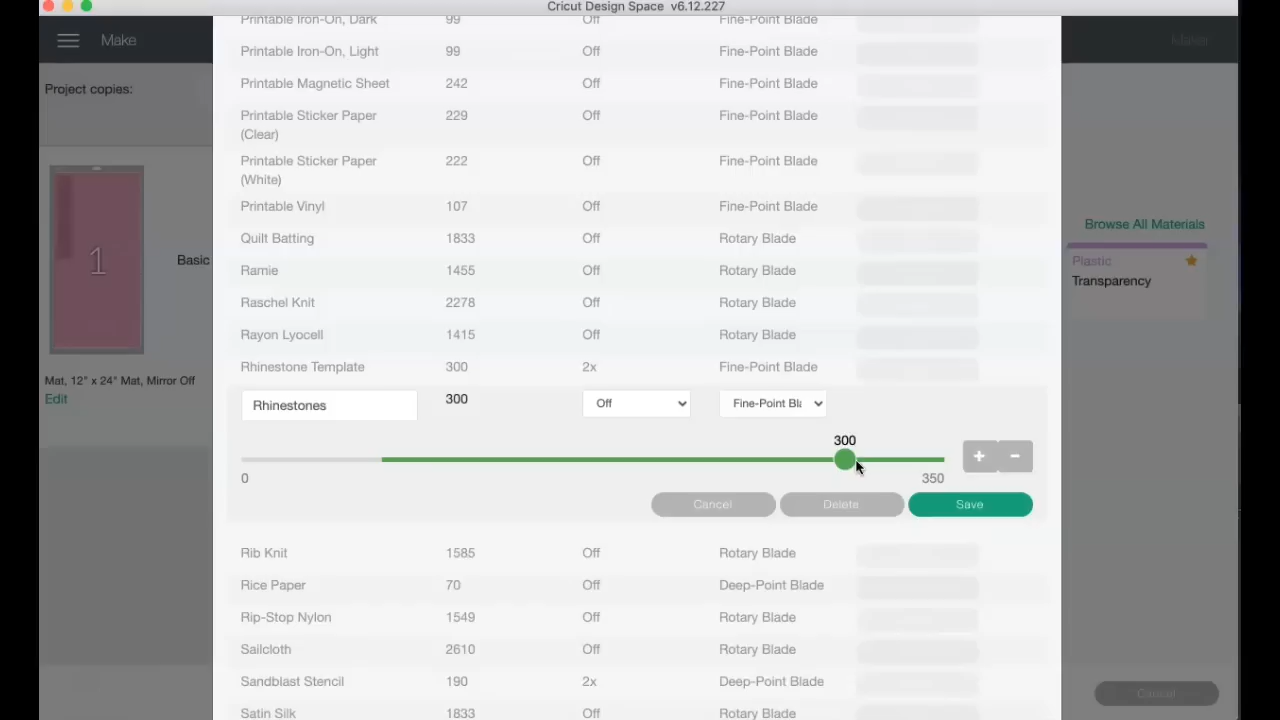 Cricut Design Space v6.12.227
Make
Project copies:
1
Basic
Mat, 12" x 24" Mat, Mirror Off
Edit
Printable Iron-On, Dark 99 Off Fine-Point Blade
Printable Iron-On, Light 99 Off Fine-Point Blade
Printable Magnetic Sheet 242 Off Fine-Point Blade
Printable Sticker Paper 229 Off Fine-Point Blade
(Clear)
Printable Sticker Paper 222 Off Fine-Point Blade
(White)
Printable Vinyl 107 Off Fine-Point Blade
Quilt Batting 1833 Off Rotary Blade
Ramie 1455 Off Rotary Blade
Raschel Knit 2278 Off Rotary Blade
Rayon Lyocell 1415 Off Rotary Blade
Rhinestone Template 300 2x Fine-Point Blade
Rhinestones 300 Off Fine-Point Bla
300
+ -
0 350
Cancel Delete Save
Rib Knit 1585 Off Rotary Blade
Rice Paper 70 Off Deep-Point Blade
Rip-Stop Nylon 1549 Off Rotary Blade
Sailcloth 2610 Off Rotary Blade
Sandblast Stencil 190 2x Deep-Point Blade
Satin Silk 1833 Off Rotary Blade
Maker
Browse All Materials
Plastic
Transparency
Cancel